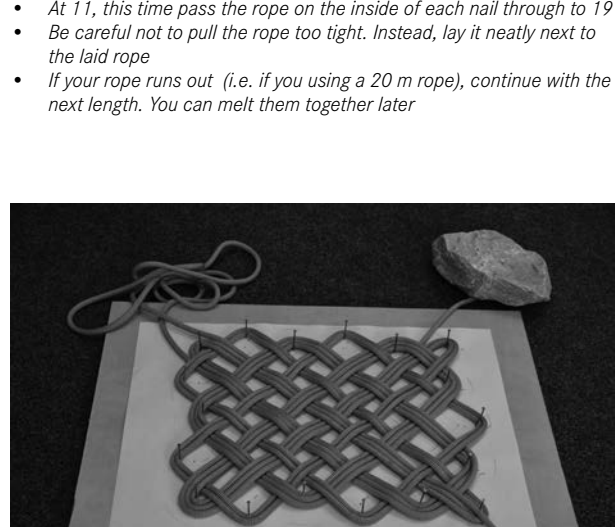 • At 11, this time pass the rope on the inside of each nail through to 19
• Be careful not to pull the rope too tight. Instead, lay it neatly next to
the laid rope
• If your rope runs out (i.e. if you using a 20 m rope), continue with the
next length. You can melt them together later